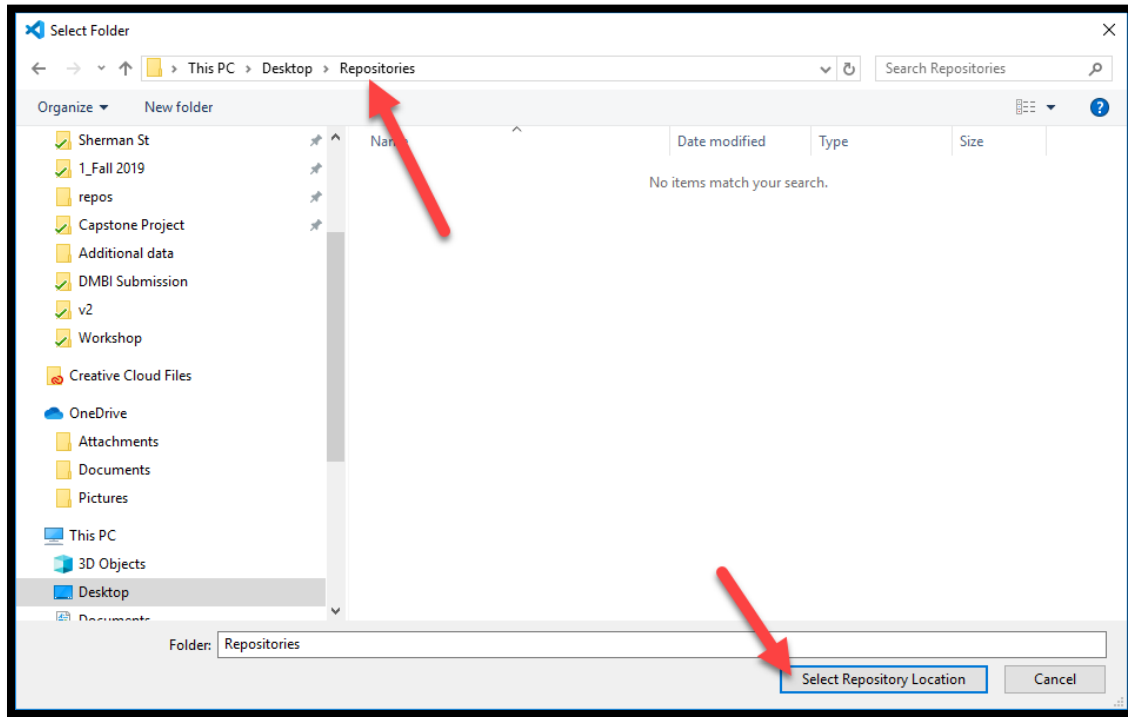 Select Folder
This PC > Desktop > Repositories
Search Repositories
Organize
New folder
Name
Date modified
Type
Size
No items match your search.
Sherman St
1_Fall 2019
repos
Capstone Project
Additional data
DMBI Submission
v2
Workshop
Creative Cloud Files
OneDrive
Attachments
Documents
Pictures
This PC
3D Objects
Desktop
Documents
Folder: Repositories
Select Repository Location
Cancel